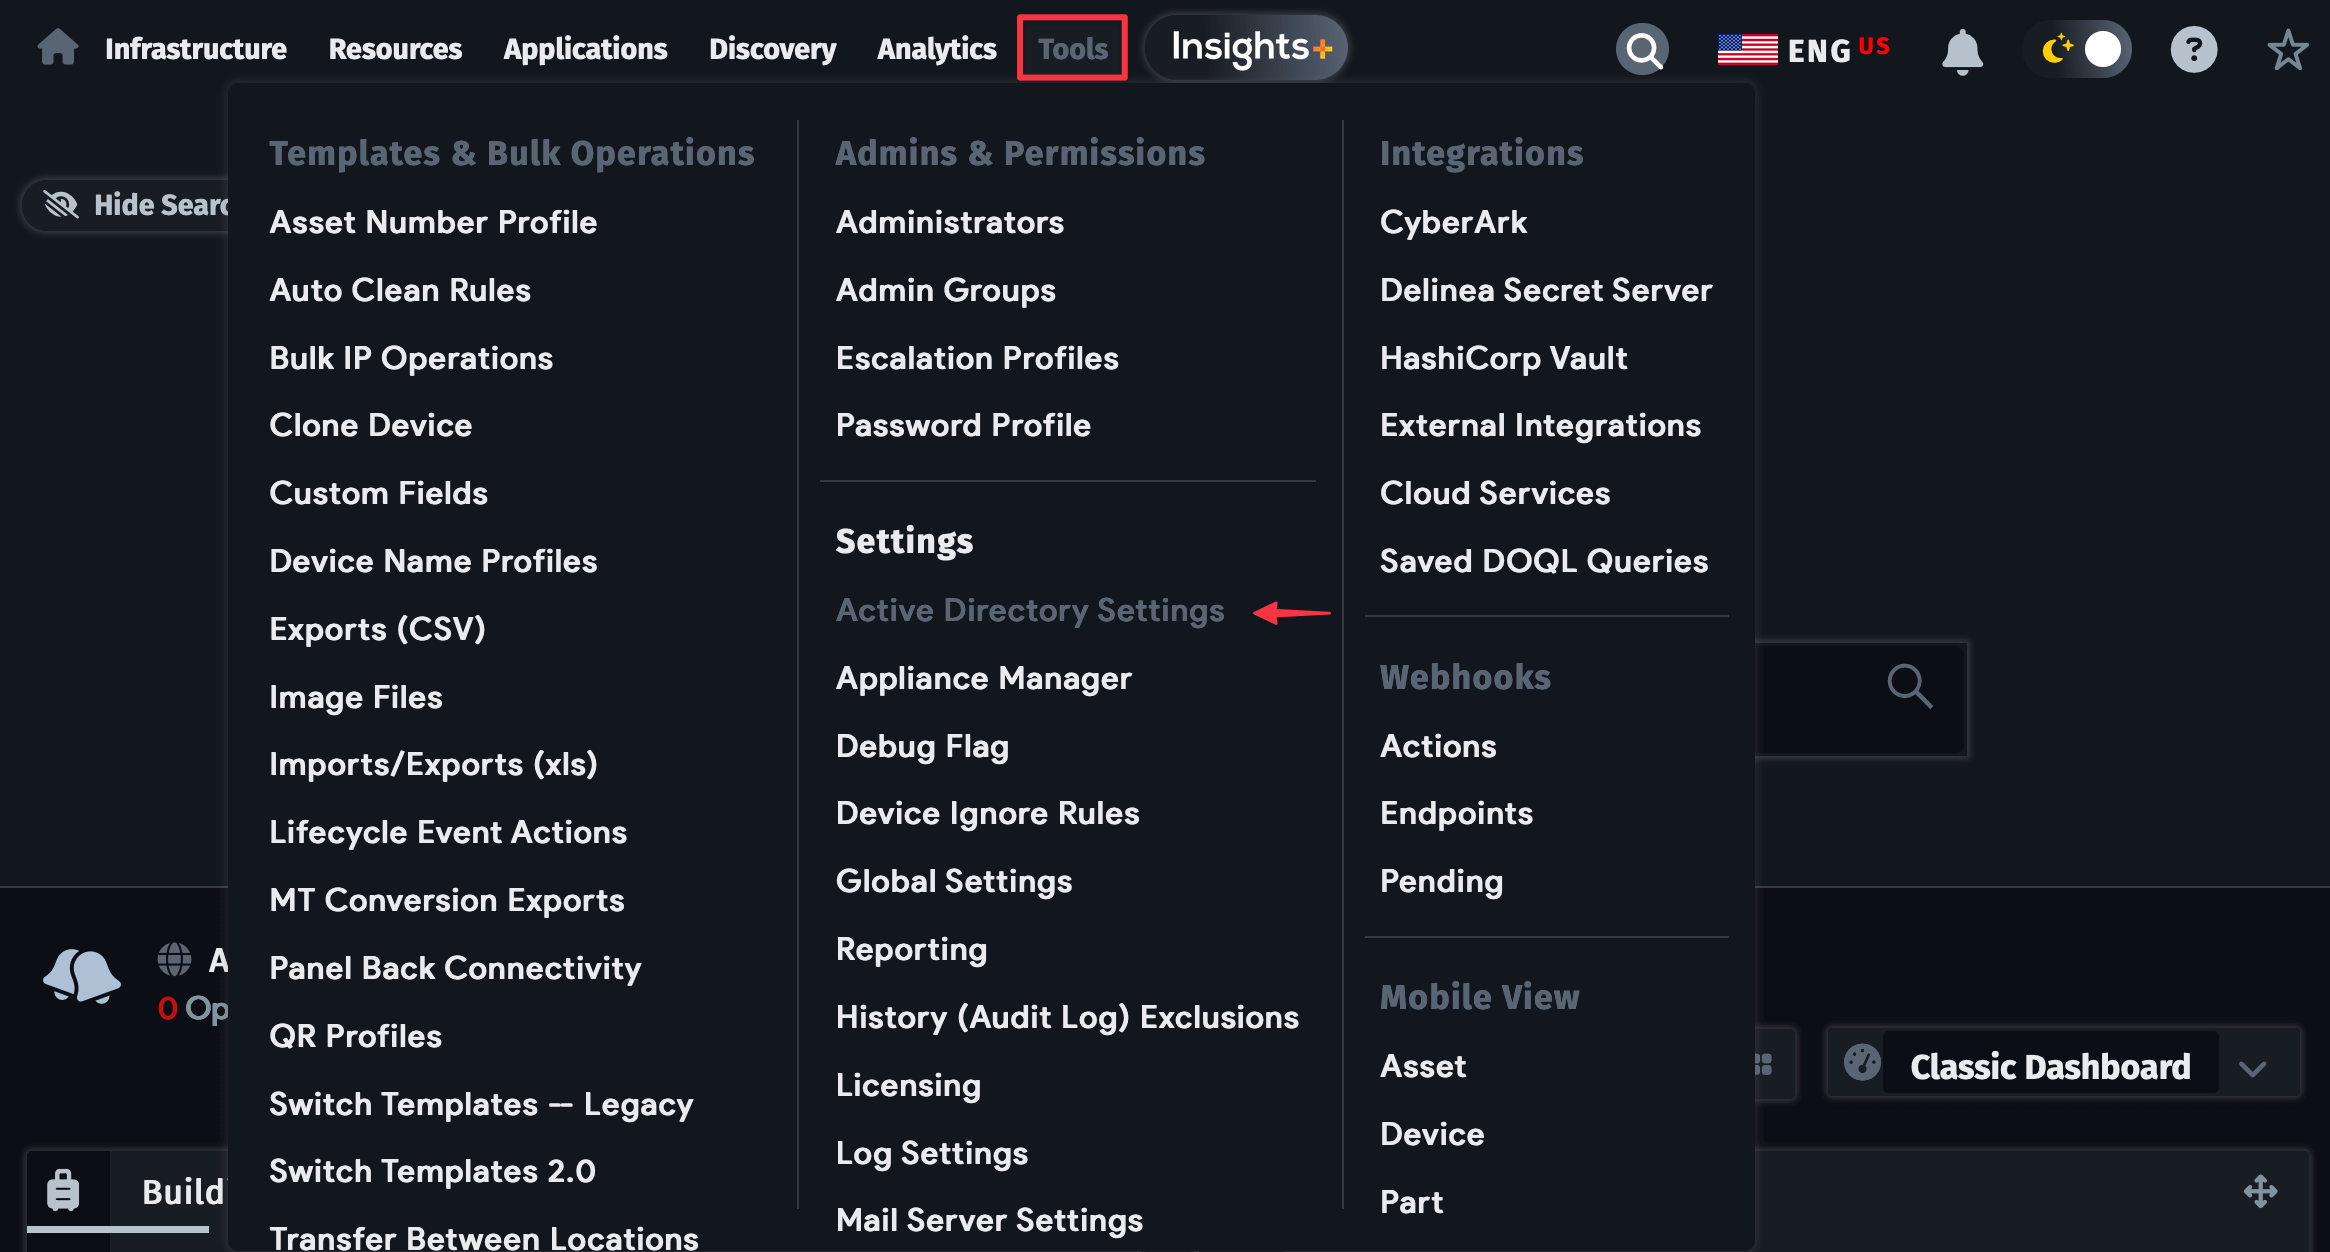 Infrastructure Resources Applications Discovery Analytics Tools Insights+ ENG US ?
Hide Searc
Templates & Bulk Operations
Asset Number Profile
Auto Clean Rules
Bulk IP Operations
Clone Device
Custom Fields
Device Name Profiles
Exports (CSV)
Image Files
Imports/Exports (xls)
Lifecycle Event Actions
MT Conversion Exports
Panel Back Connectivity
QR Profiles
Switch Templates -- Legacy
Switch Templates 2.0
Transfer Between Locations
Admins & Permissions
Administrators
Admin Groups
Escalation Profiles
Password Profile
Settings
Active Directory Settings
Appliance Manager
Debug Flag
Device Ignore Rules
Global Settings
Reporting
History (Audit Log) Exclusions
Licensing
Log Settings
Mail Server Settings
Integrations
CyberArk
Delinea Secret Server
HashiCorp Vault
External Integrations
Cloud Services
Saved DOQL Queries
Webhooks
Actions
Endpoints
Pending
Mobile View
Asset
Device
Part
A
0 Op
Classic Dashboard
Build